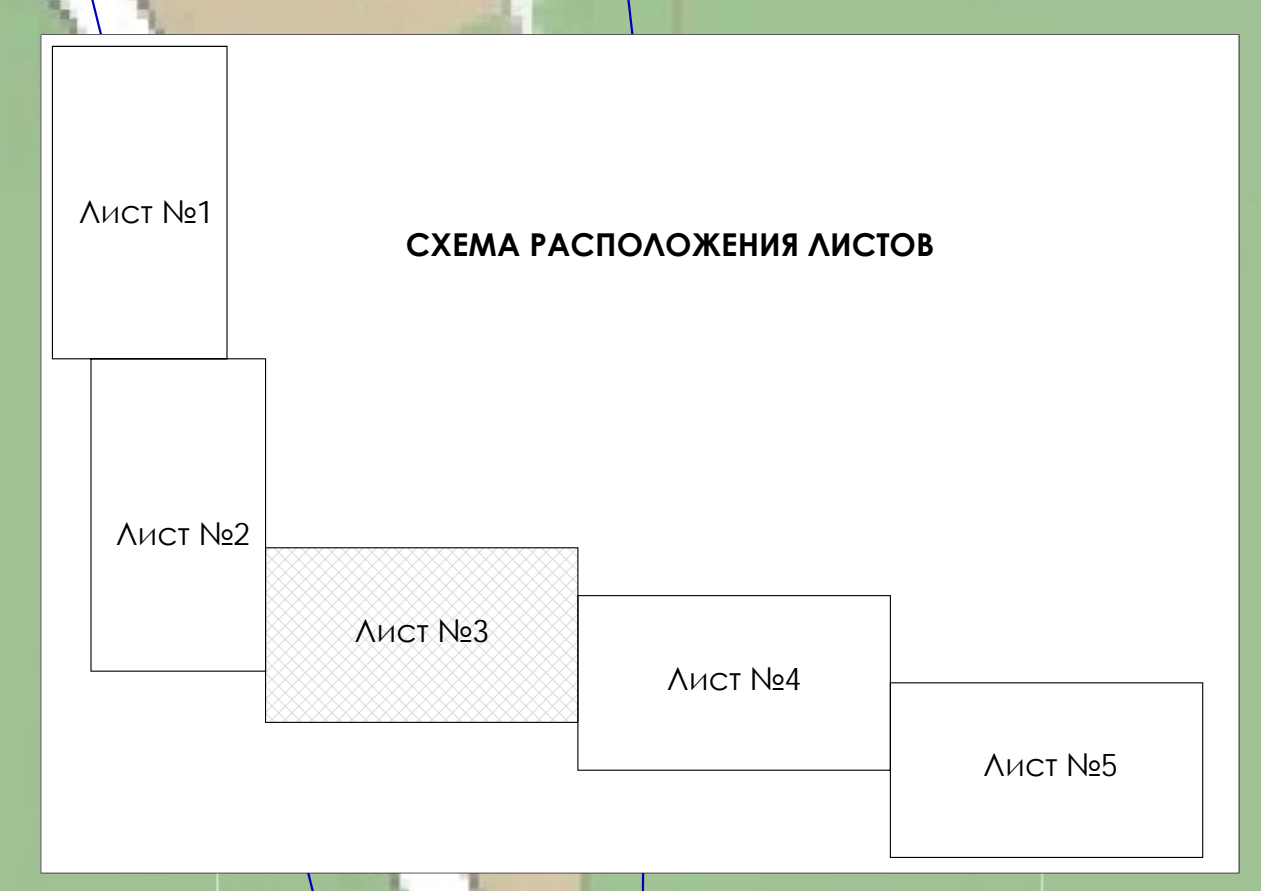 Лист №1
СХЕМА РАСПОЛОЖЕНИЯ ЛИСТОВ
Лист №2
Лист №3
Лист №4
Лист №5